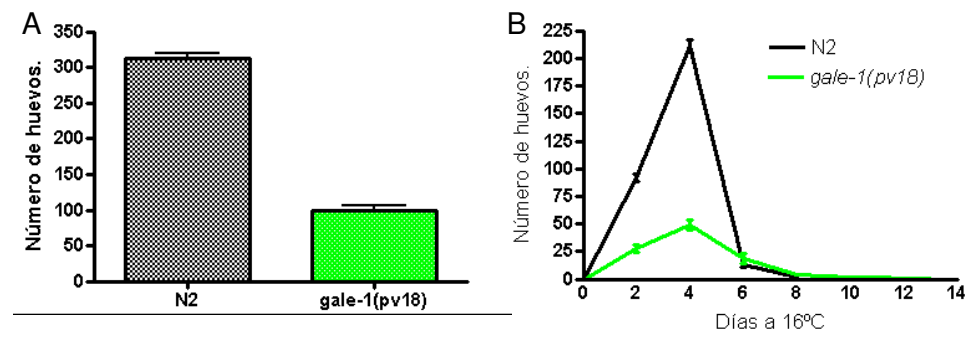 A
Número de huevos.
350
300
250
200
150
100
50
0
N2
gale-1(pv18)
B
Número de huevos.
225
200
175
150
125
100
75
50
25
0
N2
gale-1(pv18)
0 2 4 6 8 10 12 14
Días a 16ºC